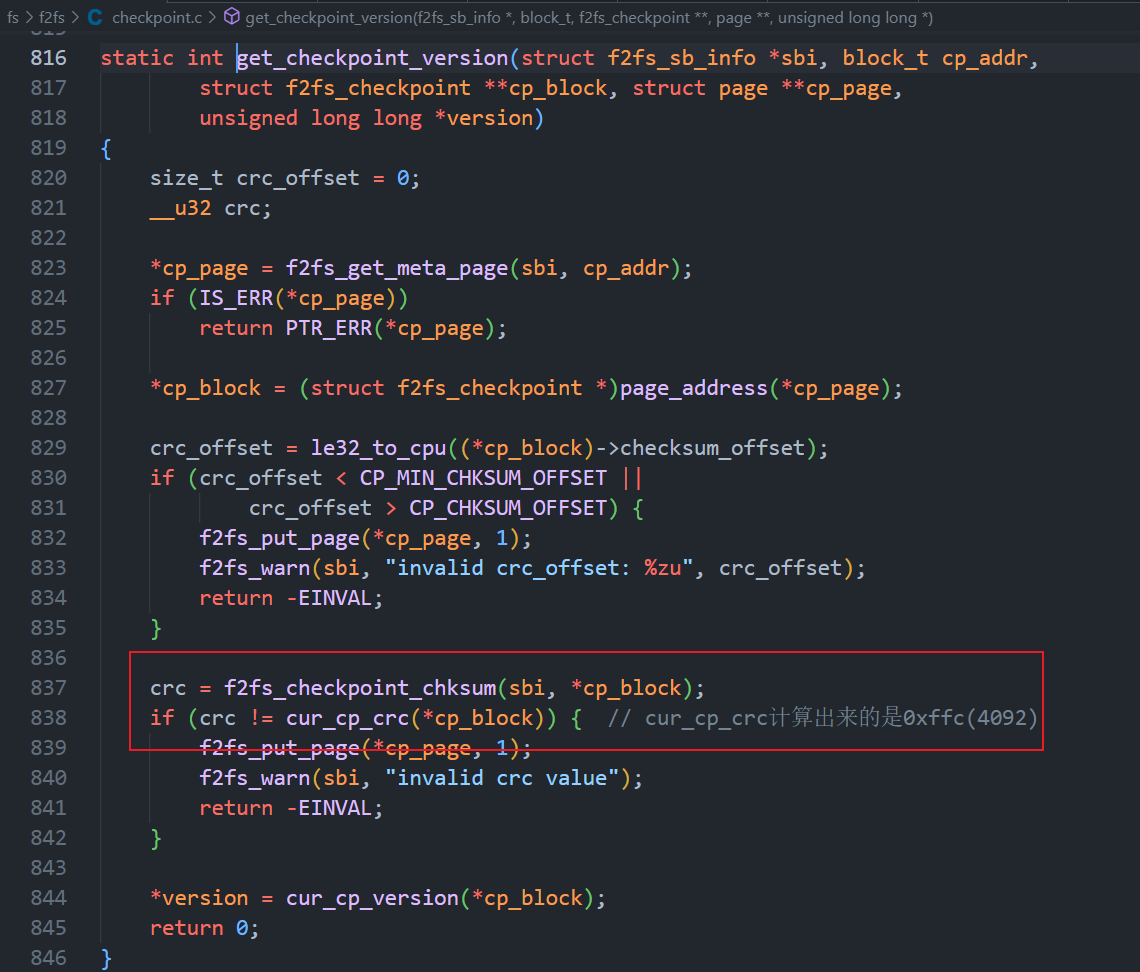 fs > f2fs > C checkpoint.c > get_checkpoint_version(f2fs_sb_info *, block_t, f2fs_checkpoint **, page **, unsigned long long *)
816 static int get_checkpoint_version(struct f2fs_sb_info *sbi, block_t cp_addr,
817         struct f2fs_checkpoint **cp_block, struct page **cp_page,
818         unsigned long long *version)
819 {
820     size_t crc_offset = 0;
821     __u32 crc;
822
823     *cp_page = f2fs_get_meta_page(sbi, cp_addr);
824     if (IS_ERR(*cp_page))
825         return PTR_ERR(*cp_page);
826
827     *cp_block = (struct f2fs_checkpoint *)page_address(*cp_page);
828
829     crc_offset = le32_to_cpu((*cp_block)->checksum_offset);
830     if (crc_offset < CP_MIN_CHKSUM_OFFSET ||
831             crc_offset > CP_CHKSUM_OFFSET) {
832         f2fs_put_page(*cp_page, 1);
833         f2fs_warn(sbi, "invalid crc_offset: %zu", crc_offset);
834         return -EINVAL;
835     }
836
837     crc = f2fs_checkpoint_chksum(sbi, *cp_block);
838     if (crc != cur_cp_crc(*cp_block)) {  // cur_cp_crc计算出来的是0xffc(4092)
839         f2fs_put_page(*cp_page, 1);
840         f2fs_warn(sbi, "invalid crc value");
841         return -EINVAL;
842     }
843
844     *version = cur_cp_version(*cp_block);
845     return 0;
846 }